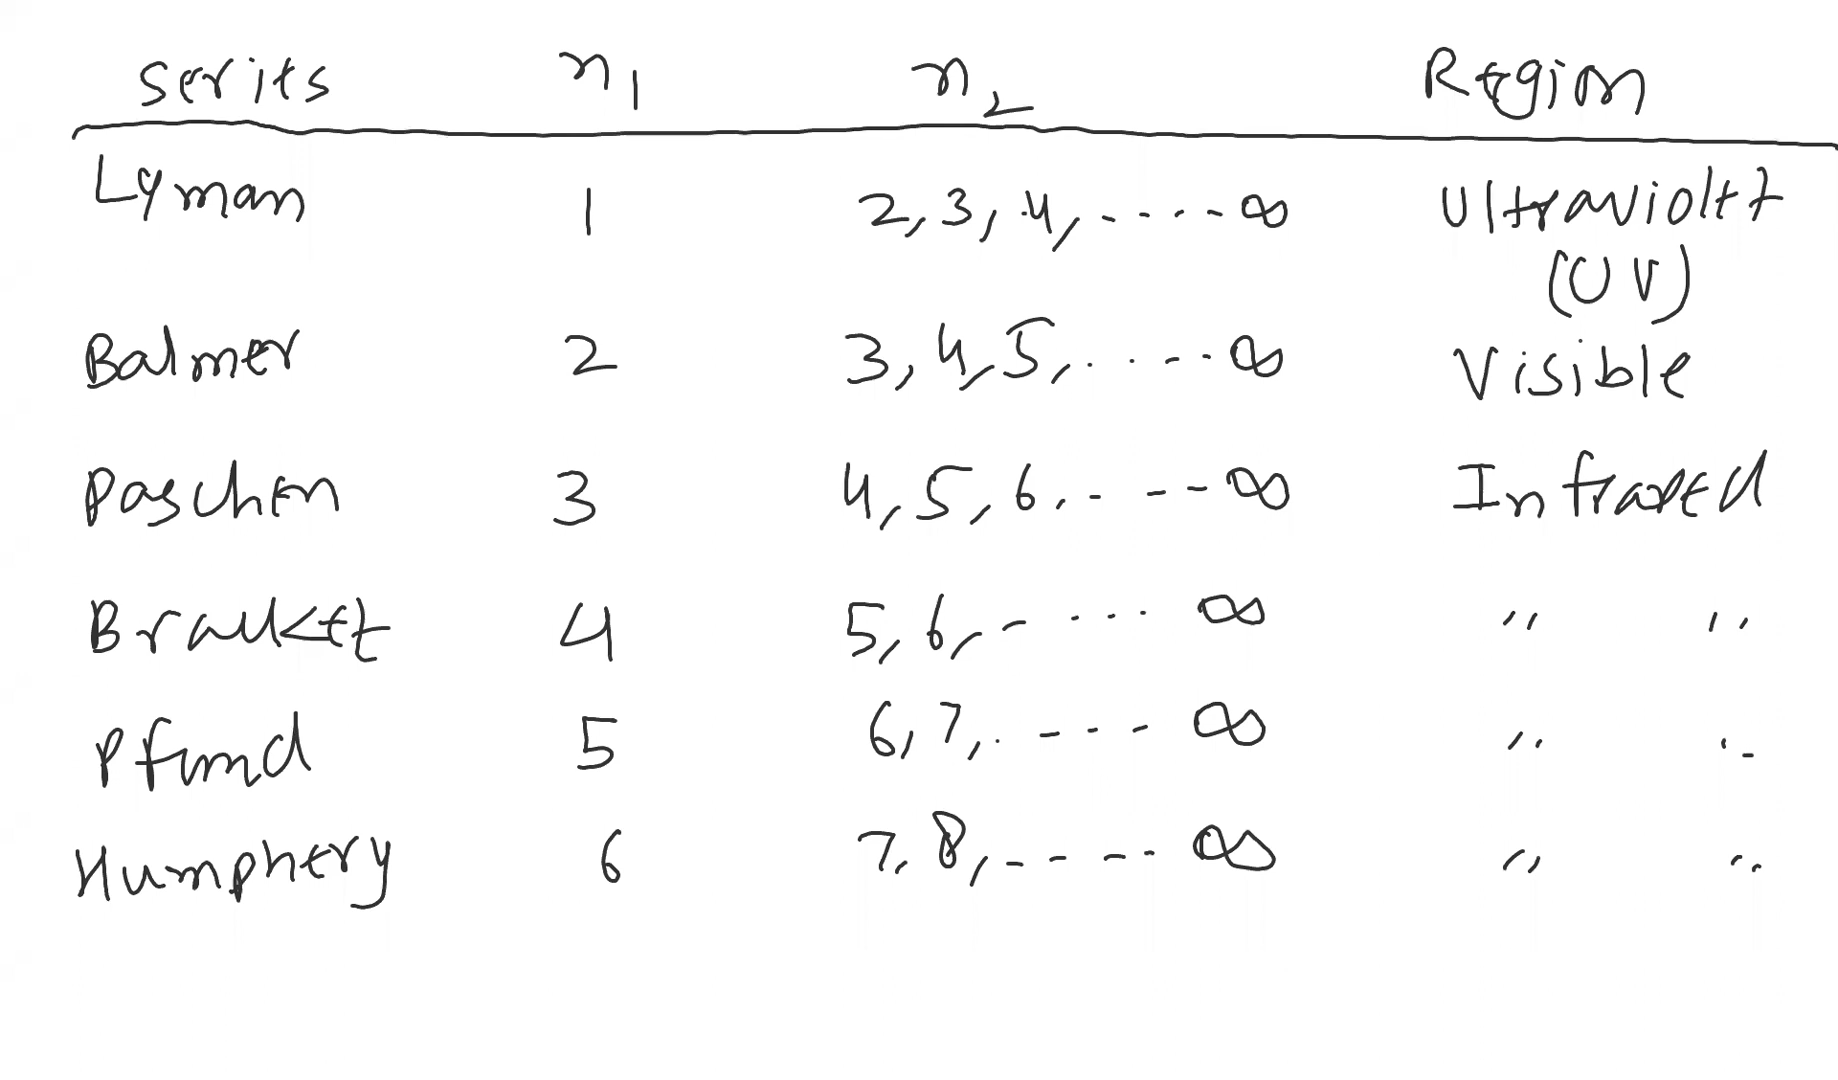 Series n1 n2 Region
Lyman 1 2,3,4,-----∞ Ultraviolet
(UV)
Balmer 2 3,4,5,.....∞ Visible
Paschen 3 4,5,6,----∞ Infrared
Brackett 4 5,6,-....∞ " "
Pfund 5 6,7,.----∞ " "
Humphery 6 7,8,----∞ " "